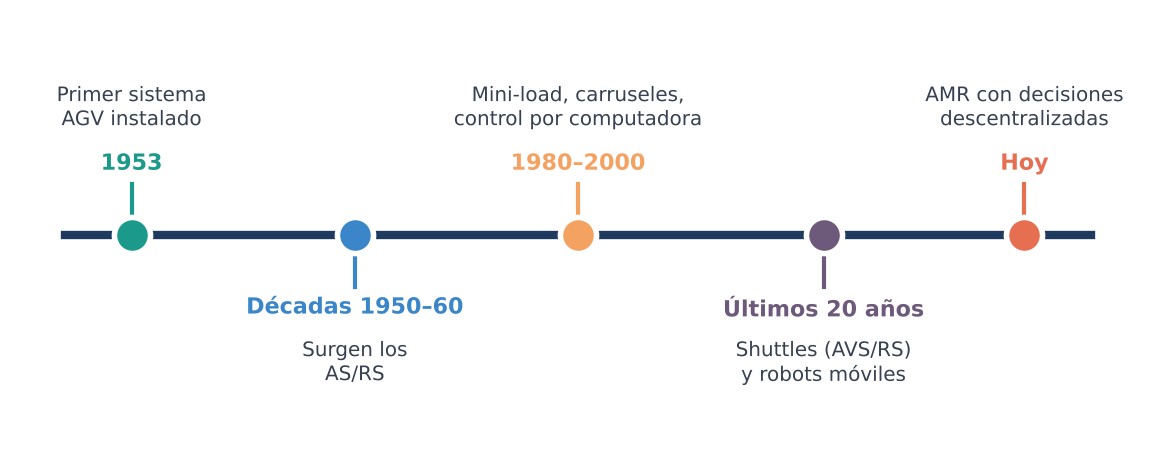 Primer sistema
AGV instalado
1953
Décadas 1950–60
Surgen los
AS/RS
Mini-load, carruseles,
control por computadora
1980–2000
Últimos 20 años
Shuttles (AVS/RS)
y robots móviles
AMR con decisiones
descentralizadas
Hoy